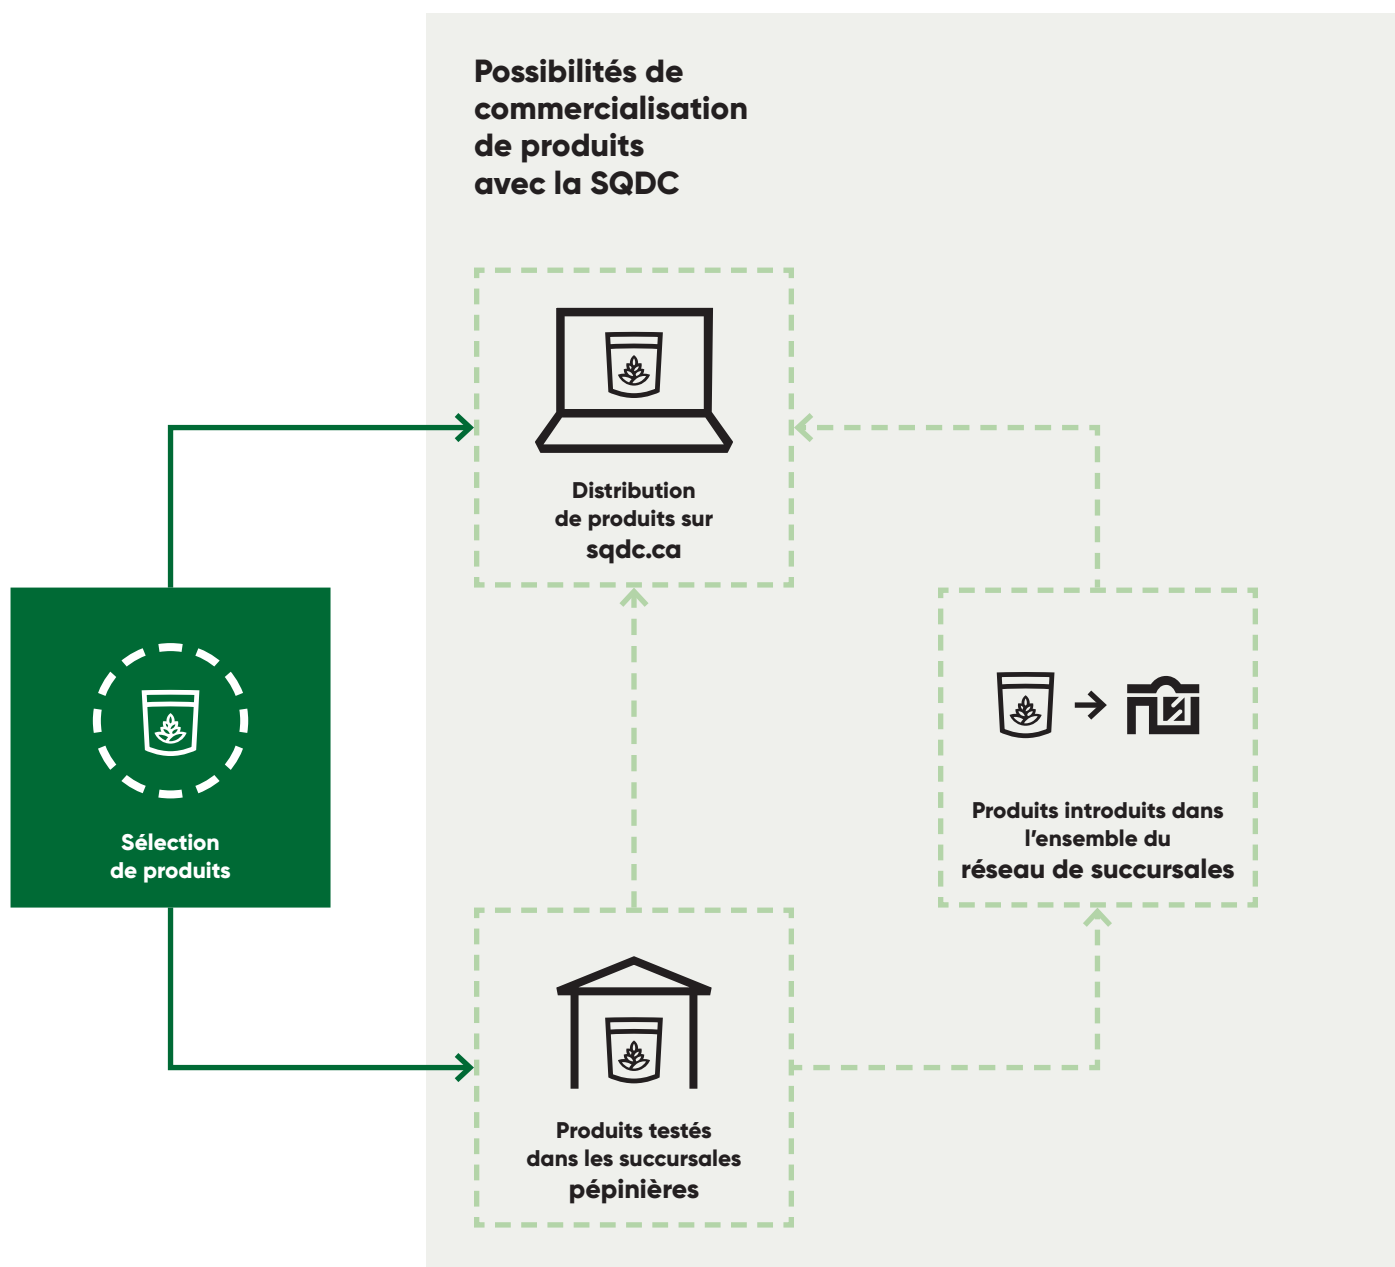 Possibilités de
commercialisation
de produits
avec la SQDC
Distribution
de produits sur
sqdc.ca
Sélection
de produits
Produits introduits dans
l’ensemble du
réseau de succursales
Produits testés
dans les succursales
pépinières